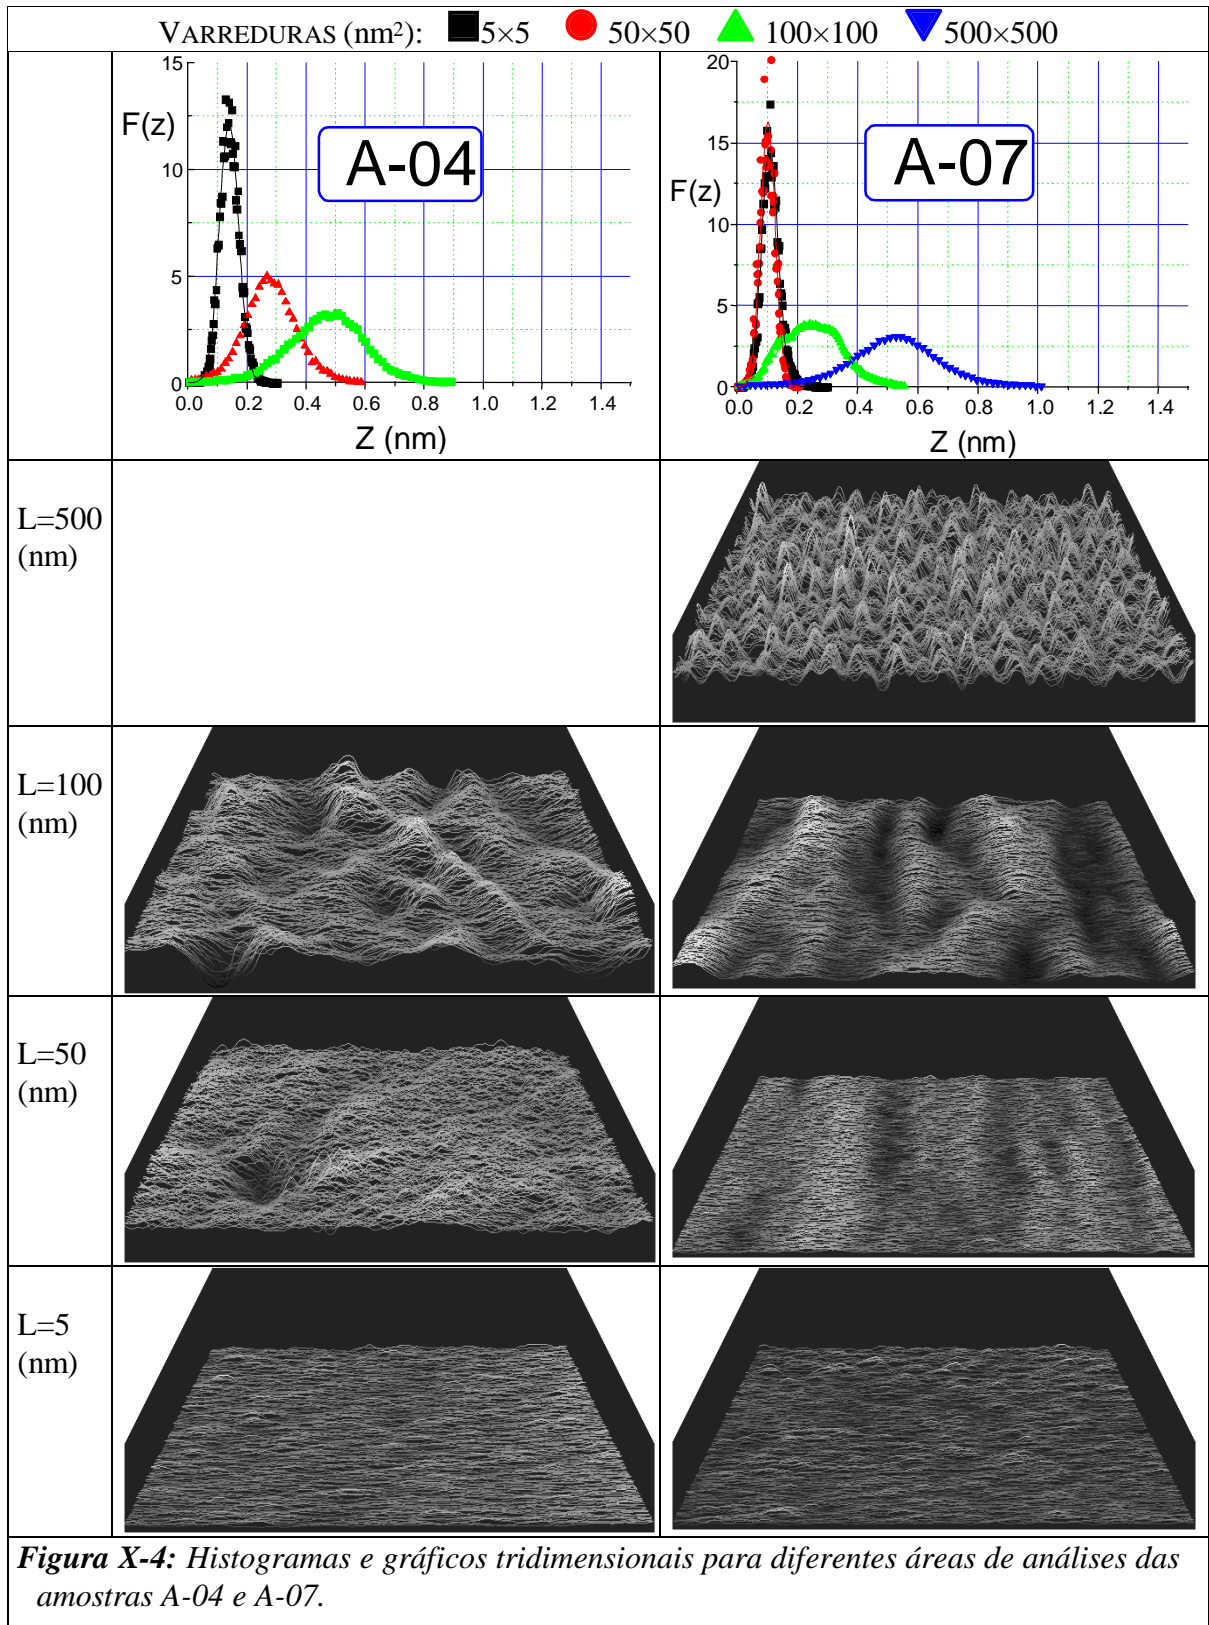 VARREDURAS (nm²): 5×5 50×50 100×100 500×500
15
F(z)
10
5
0
0.0 0.2 0.4 0.6 0.8 1.0 1.2 1.4
Z (nm)
A-04
20
15
F(z)
10
5
0
0.0 0.2 0.4 0.6 0.8 1.0 1.2 1.4
Z (nm)
A-07
L=500
(nm)
L=100
(nm)
L=50
(nm)
L=5
(nm)
Figura X-4: Histogramas e gráficos tridimensionais para diferentes áreas de análises das
amostras A-04 e A-07.